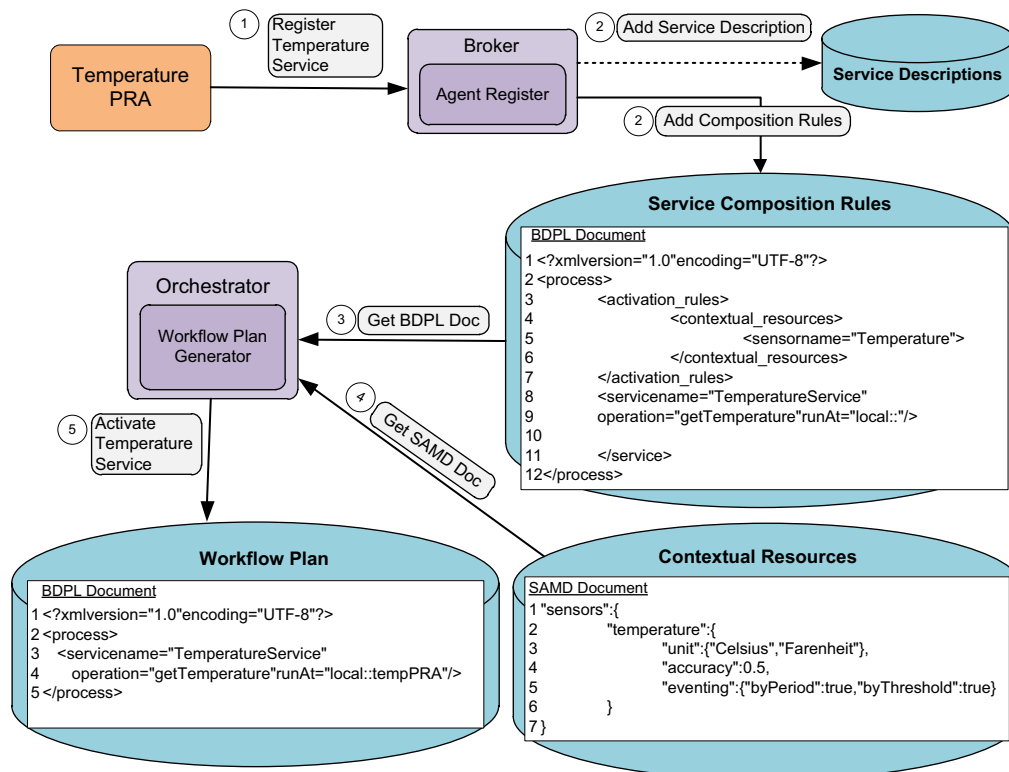 1
Register
Temperature
Service
Temperature
PRA
Broker
Agent Register
2
Add Service Description
Service Descriptions
2
Add Composition Rules
Service Composition Rules
BDPL Document
1 <?xmlversion="1.0"encoding="UTF-8"?>
2 <process>
3 <activation_rules>
4 <contextual_resources>
5 <sensorname="Temperature">
6 </contextual_resources>
7 </activation_rules>
8 <servicename="TemperatureService"
9 operation="getTemperature"runAt="local::"/>
10
11 </service>
12</process>
Orchestrator
Workflow Plan
Generator
3
Get BDPL Doc
4
Get SAMD Doc
5
Activate
Temperature
Service
Workflow Plan
BDPL Document
1 <?xmlversion="1.0"encoding="UTF-8"?>
2 <process>
3 <servicename="TemperatureService"
4 operation="getTemperature"runAt="local::tempPRA"/>
5 </process>
Contextual Resources
SAMD Document
1 "sensors":{
2 "temperature":{
3 "unit":{"Celsius","Farenheit"},
4 "accuracy":0.5,
5 "eventing":{"byPeriod":true,"byThreshold":true}
6 }
7 }